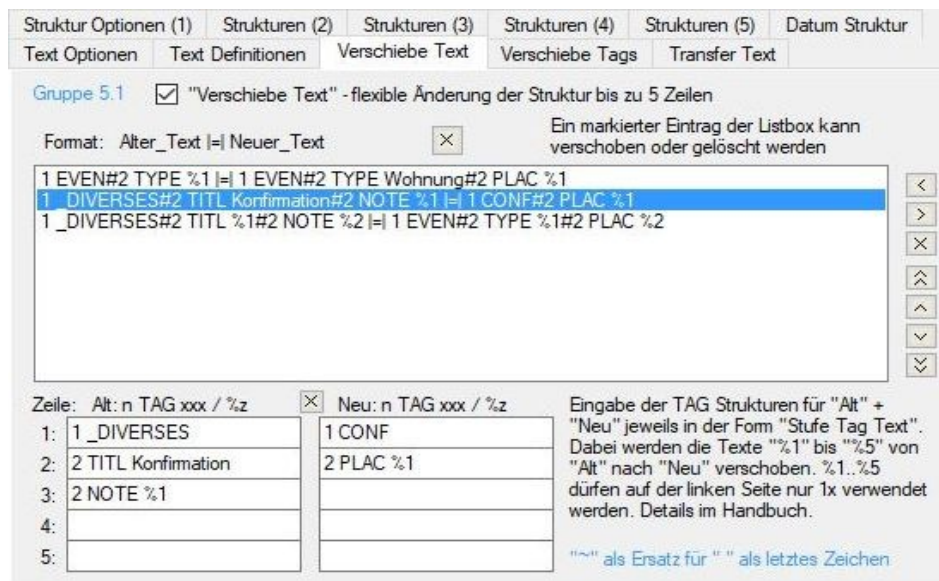 Struktur Optionen (1) Strukturen (2) Strukturen (3) Strukturen (4) Strukturen (5) Datum Struktur
Text Optionen Text Definitionen Verschiebe Text Verschiebe Tags Transfer Text
Gruppe 5.1 "Verschiebe Text" - flexible Änderung der Struktur bis zu 5 Zeilen
Format: Alter_Text |=| Neuer_Text
Ein markierter Eintrag der Listbox kann
verschoben oder gelöscht werden
1 EVEN#2 TYPE %1 |=| 1 EVEN#2 TYPE Wohnung#2 PLAC %1
1 _DIVERSES#2 TITL Konfirmation#2 NOTE %1 |=| 1 CONF#2 PLAC %1
1 _DIVERSES#2 TITL %1#2 NOTE %2 |=| 1 EVEN#2 TYPE %1#2 PLAC %2
Zeile: Alt: n TAG xxx / %z Neu: n TAG xxx / %z
1: 1 _DIVERSES 1 CONF
2: 2 TITL Konfirmation 2 PLAC %1
3: 2 NOTE %1
4:
5:
Eingabe der TAG Strukturen für "Alt" +
"Neu" jeweils in der Form "Stufe Tag Text".
Dabei werden die Texte "%1" bis "%5" von
"Alt" nach "Neu" verschoben. %1..%5
dürfen auf der linken Seite nur 1x verwendet
werden. Details im Handbuch.
"~" als Ersatz für " " als letztes Zeichen